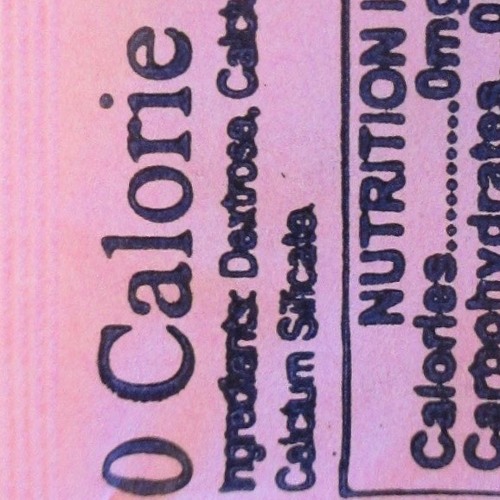 0 Calorie
ngredients: Dextrose, Calci
Calcium Silicate,
NUTRITION I
Calories..........0mg
Carbohydrates